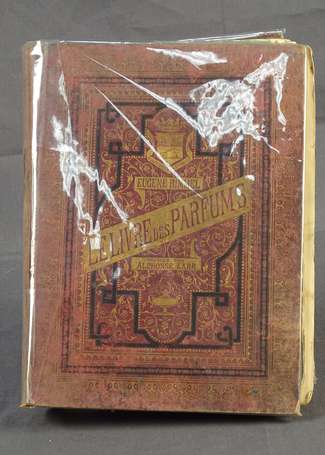 EUGÈNE RIMMEL
LE LIVRE DES PARFUMS
ALPHONSE KARR